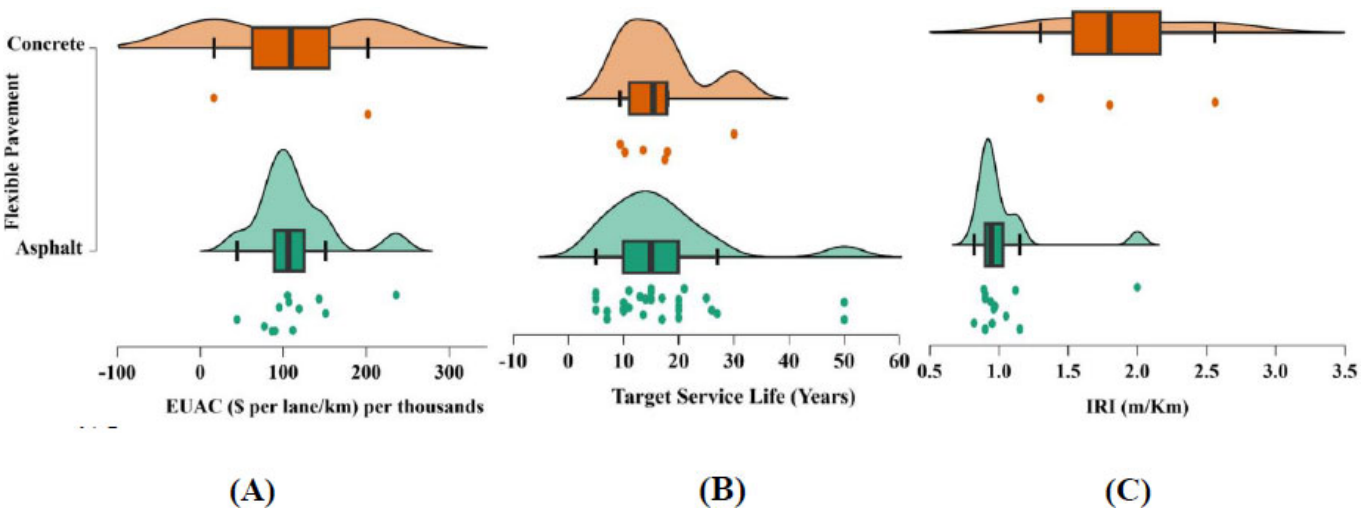 Concrete
Flexible Pavement
Asphalt
-100 0 100 200 300
EUAC ($ per lane/km) per thousands
-10 0 10 20 30 40 50 60
Target Service Life (Years)
0.5 1.0 1.5 2.0 2.5 3.0 3.5
IRI (m/Km)
(A) (B) (C)